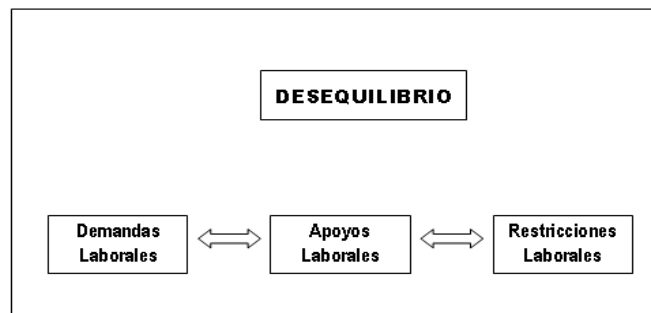 DESEQUILIBRIO
Demandas
Laborales
Apoyos
Laborales
Restricciones
Laborales